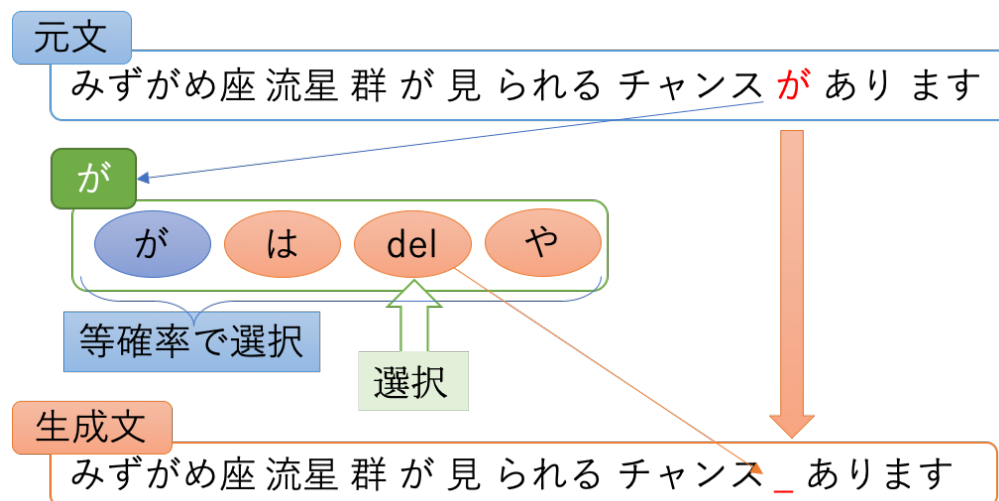 元文
みずがめ座 流星 群 が 見 られる チャンス が あり ます
が
が は del や
等確率で選択
選択
生成文
みずがめ座 流星 群 が 見 られる チャンス _ あります